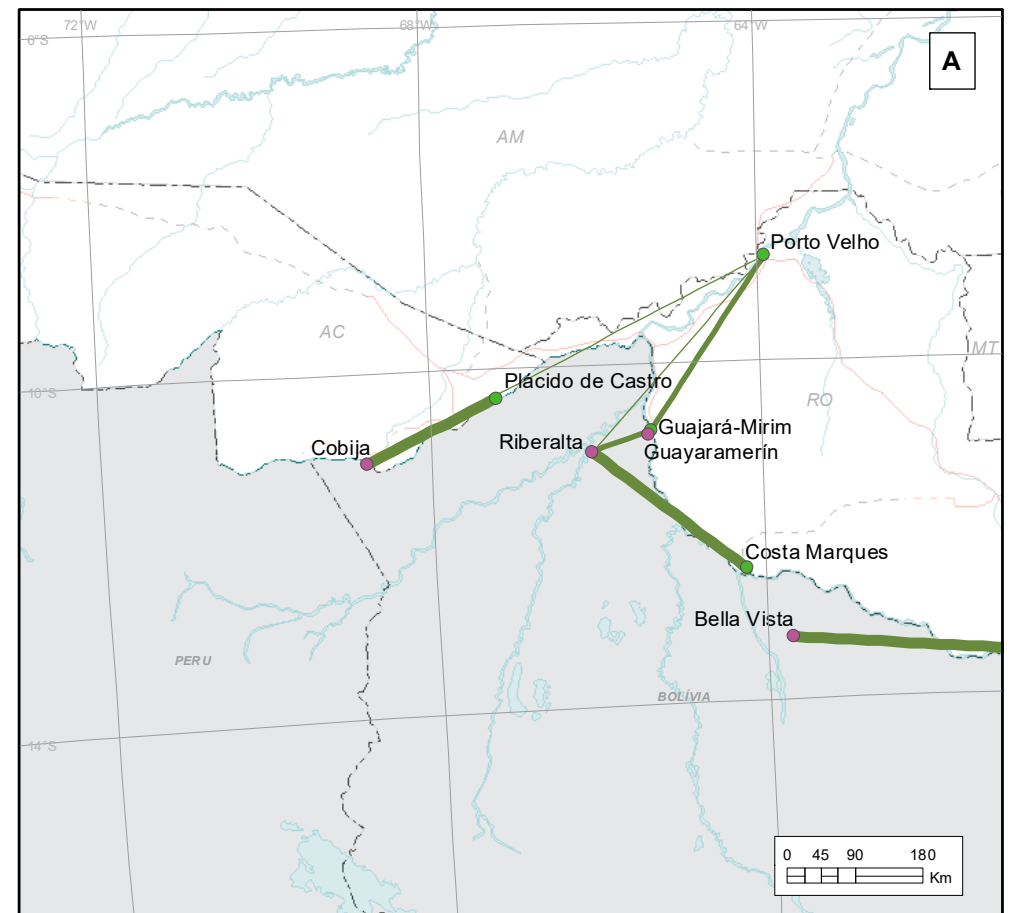 72°W
68°W
64°W
6°S
A
AM
Porto Velho
AC
MT
Plácido de Castro
10°S
RO
Guajará-Mirim
Cobija
Riberalta
Guayaramerín
Costa Marques
Bella Vista
PERU
BOLÍVIA
14°S
0 45 90 180
Km